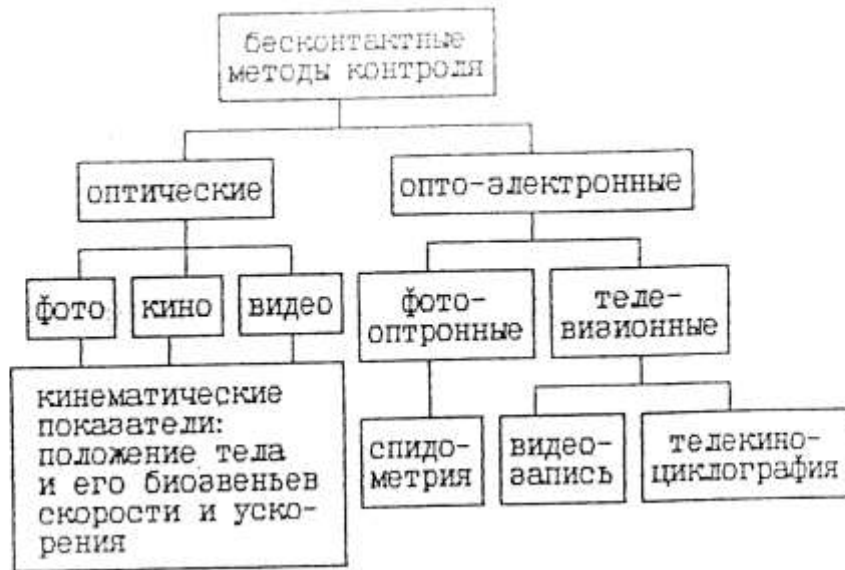 бесконтактные
методы контроля
оптические
опто-электронные
фото
кино
видео
фото-
оптронные
теле-
визионные
кинематические
показатели:
положение тела
и его биозвеньев
скорости и уско-
рения
спидо-
метрия
видео-
запись
телекино-
циклография